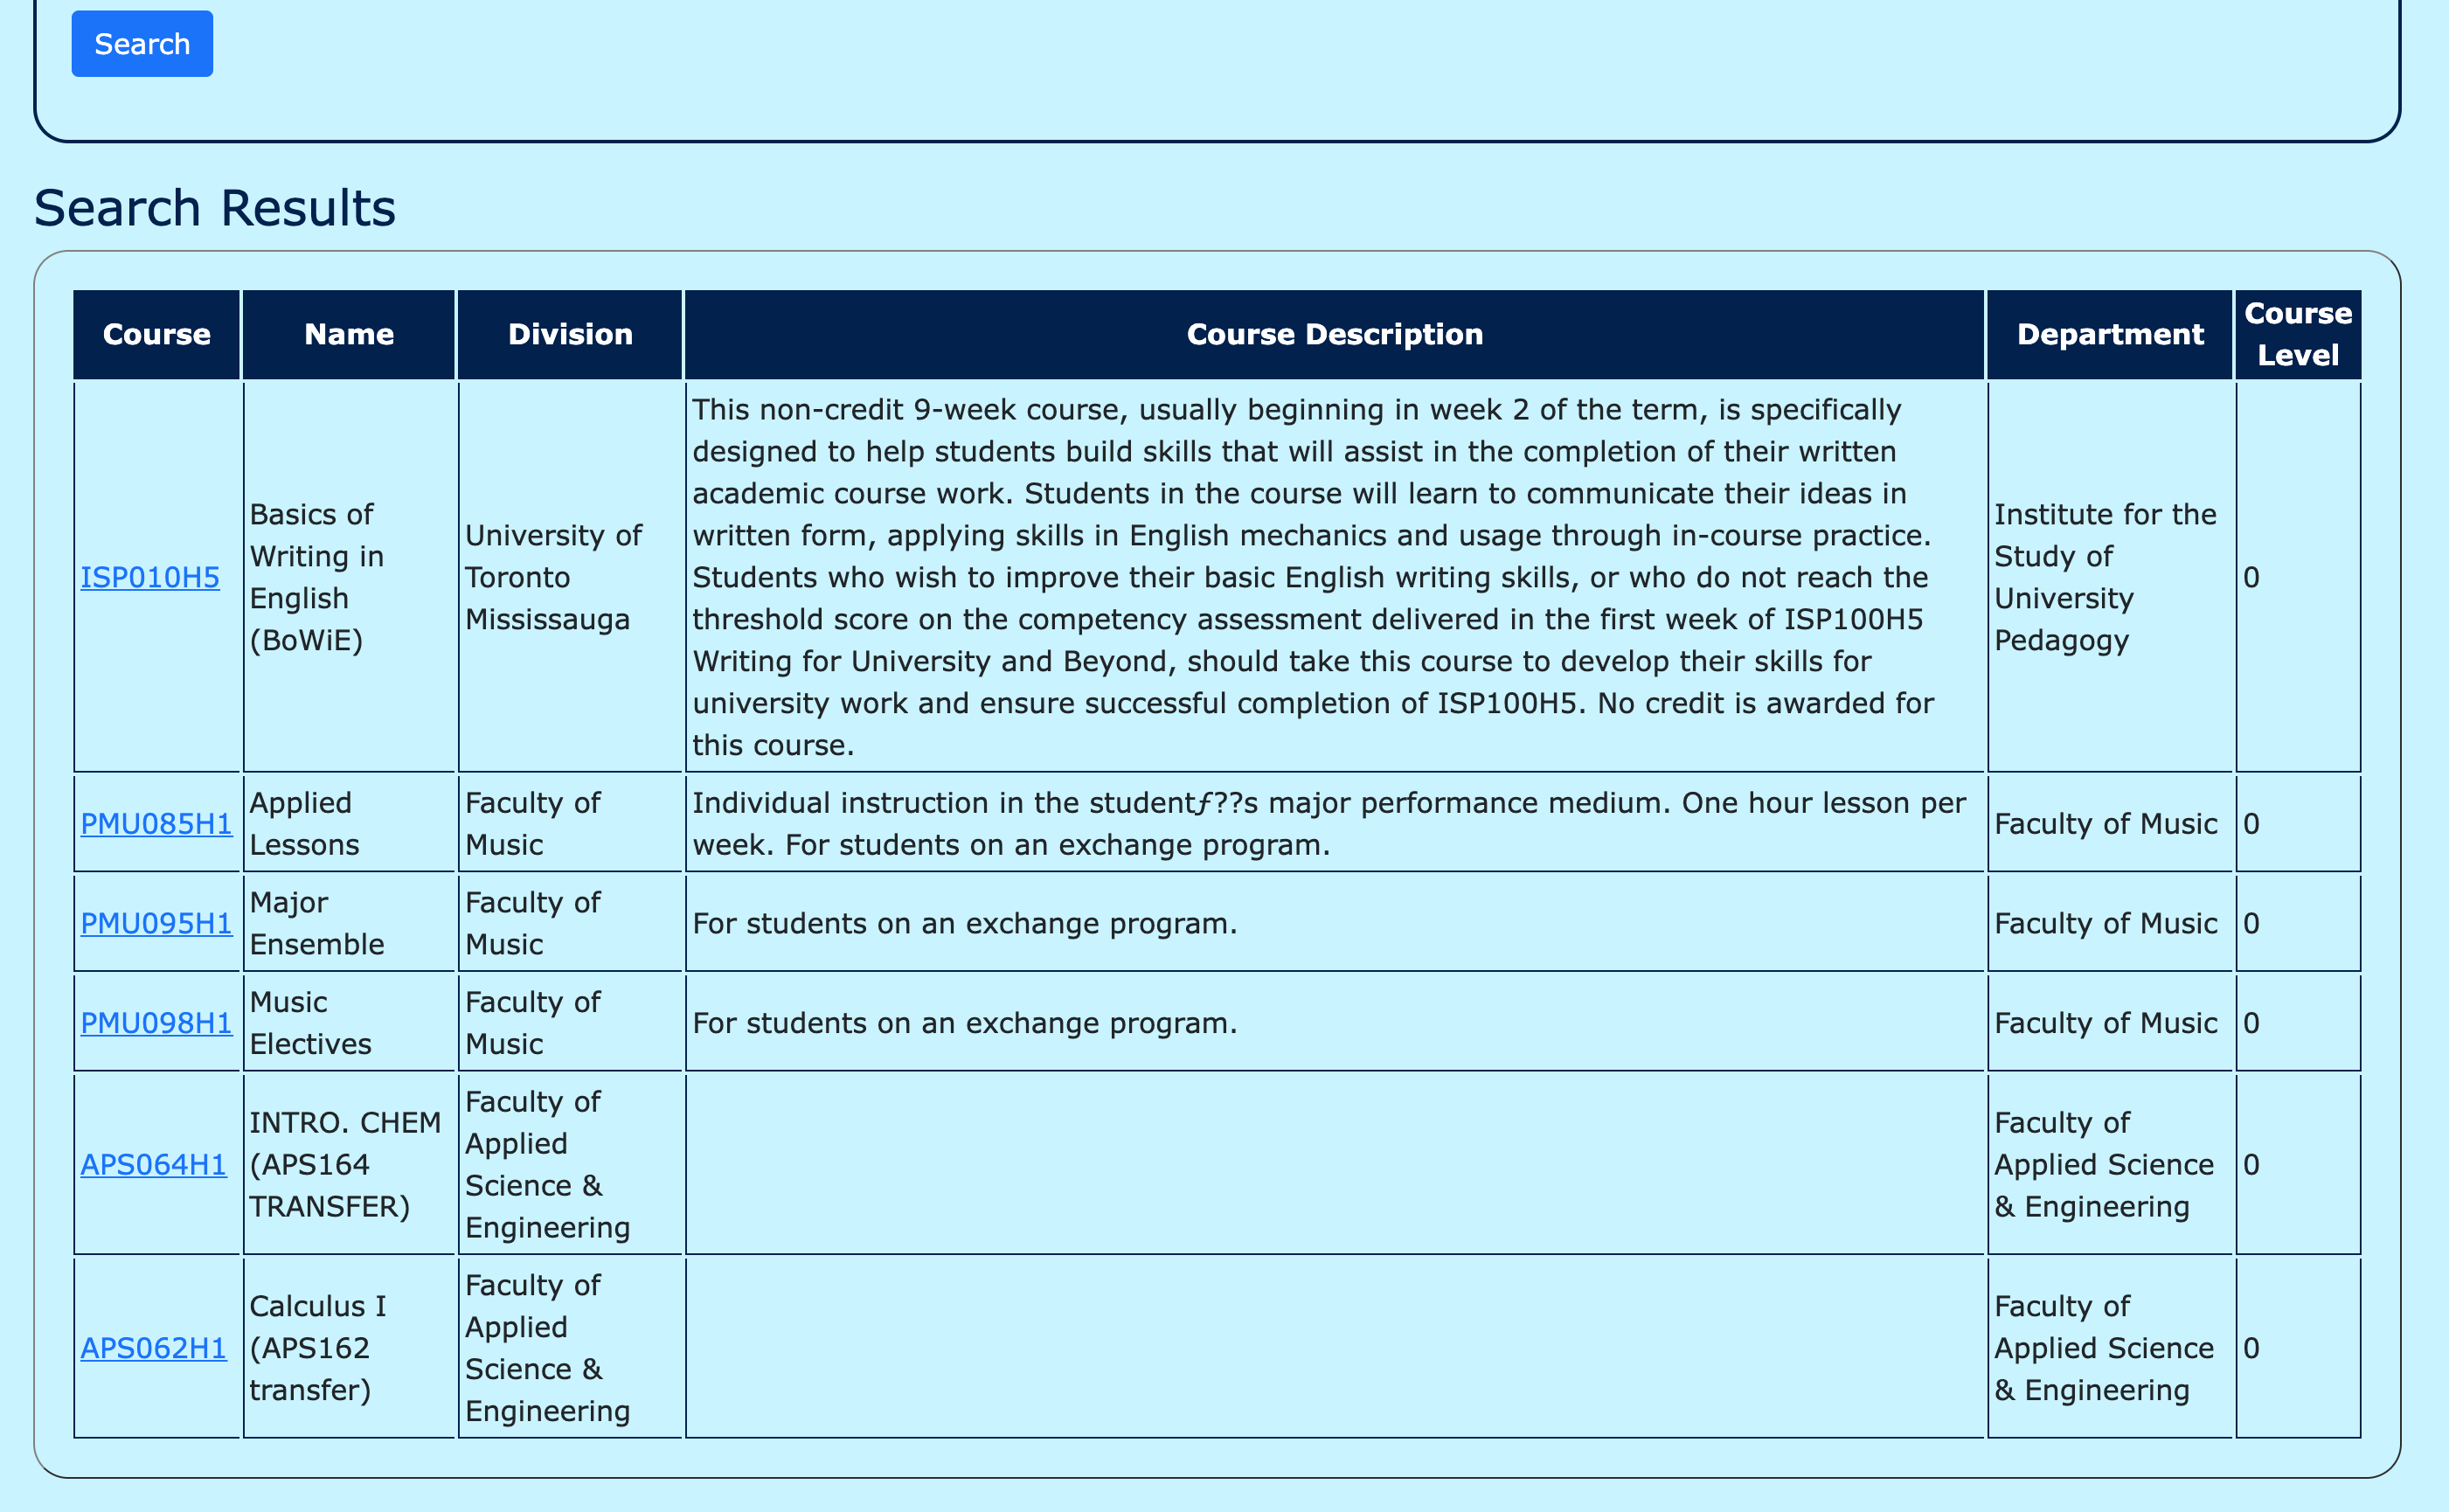 Search
Search Results
Course
Name
Division
Course Description
Department
Course
Level
ISP010H5
Basics of
Writing in
English
(BoWiE)
University of
Toronto
Mississauga
This non-credit 9-week course, usually beginning in week 2 of the term, is specifically
designed to help students build skills that will assist in the completion of their written
academic course work. Students in the course will learn to communicate their ideas in
written form, applying skills in English mechanics and usage through in-course practice.
Students who wish to improve their basic English writing skills, or who do not reach the
threshold score on the competency assessment delivered in the first week of ISP100H5
Writing for University and Beyond, should take this course to develop their skills for
university work and ensure successful completion of ISP100H5. No credit is awarded for
this course.
Institute for the
Study of
University
Pedagogy
0
PMU085H1
Applied
Lessons
Faculty of
Music
Individual instruction in the studentƒ??s major performance medium. One hour lesson per
week. For students on an exchange program.
Faculty of Music
0
PMU095H1
Major
Ensemble
Faculty of
Music
For students on an exchange program.
Faculty of Music
0
PMU098H1
Music
Electives
Faculty of
Music
For students on an exchange program.
Faculty of Music
0
APS064H1
INTRO. CHEM
(APS164
TRANSFER)
Faculty of
Applied
Science &
Engineering
Faculty of
Applied Science
& Engineering
0
APS062H1
Calculus I
(APS162
transfer)
Faculty of
Applied
Science &
Engineering
Faculty of
Applied Science
& Engineering
0